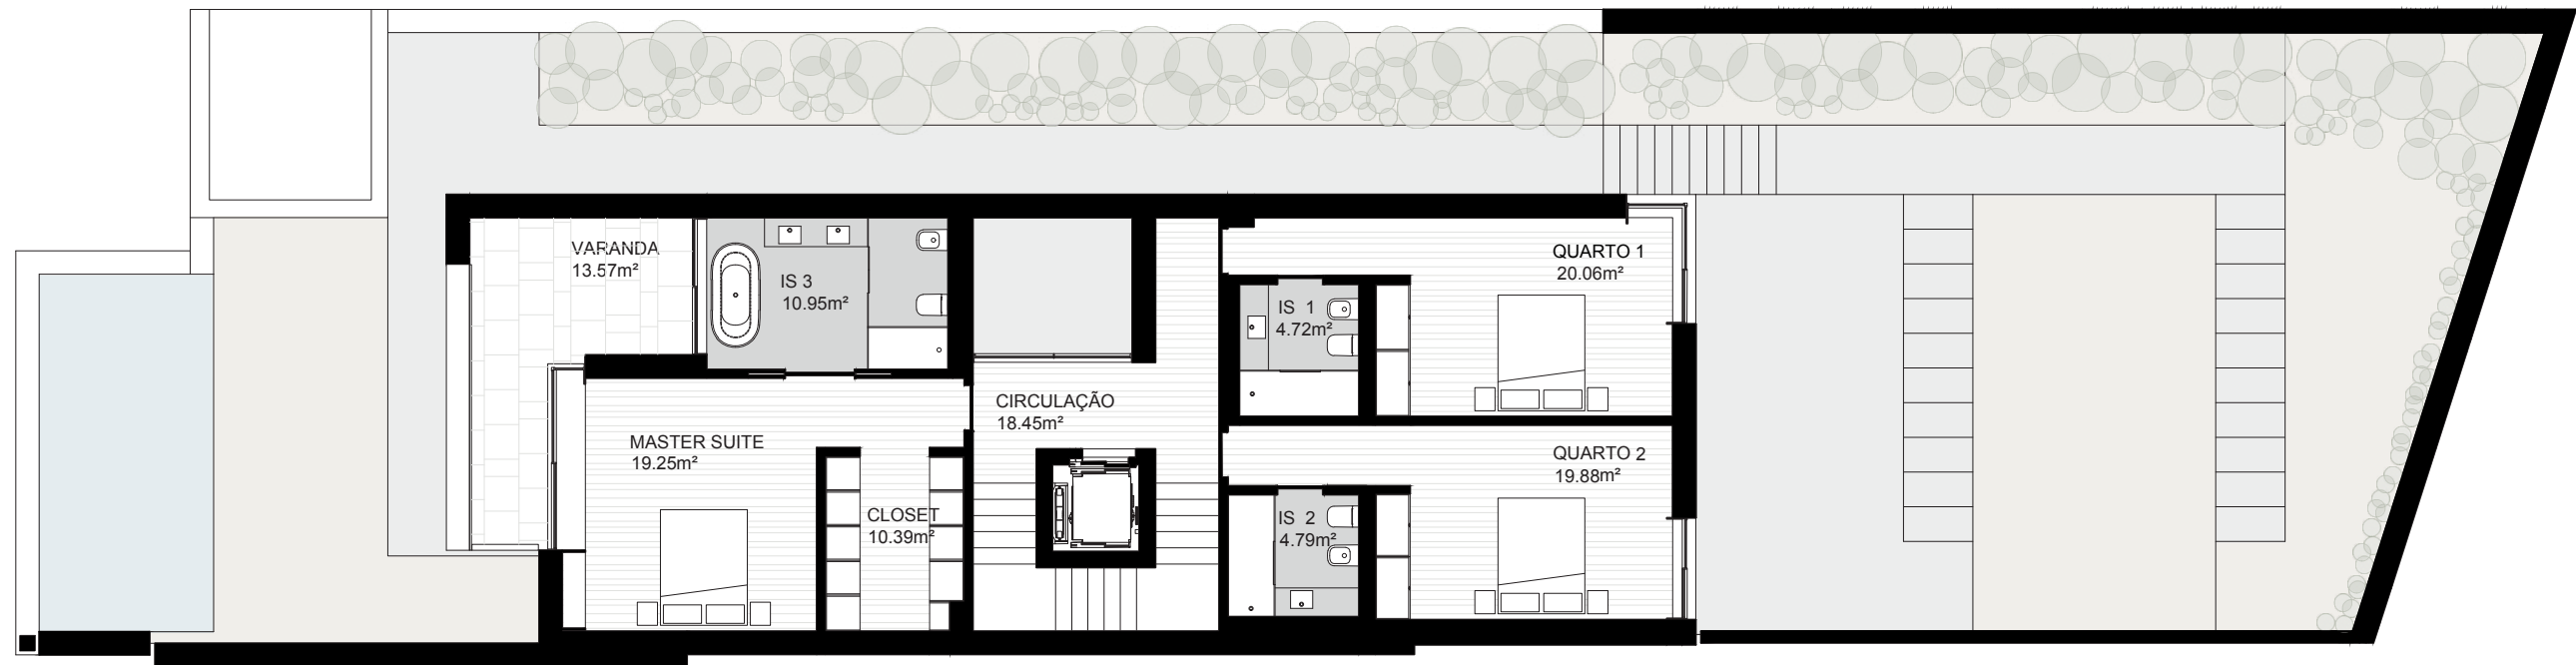 VARANDA
13.57m²
IS 3
10.95m²
QUARTO 1
20.06m²
IS 1
4.72m²
CIRCULAÇÃO
18.45m²
MASTER SUITE
19.25m²
QUARTO 2
19.88m²
CLOSET
10.39m²
IS 2
4.79m²